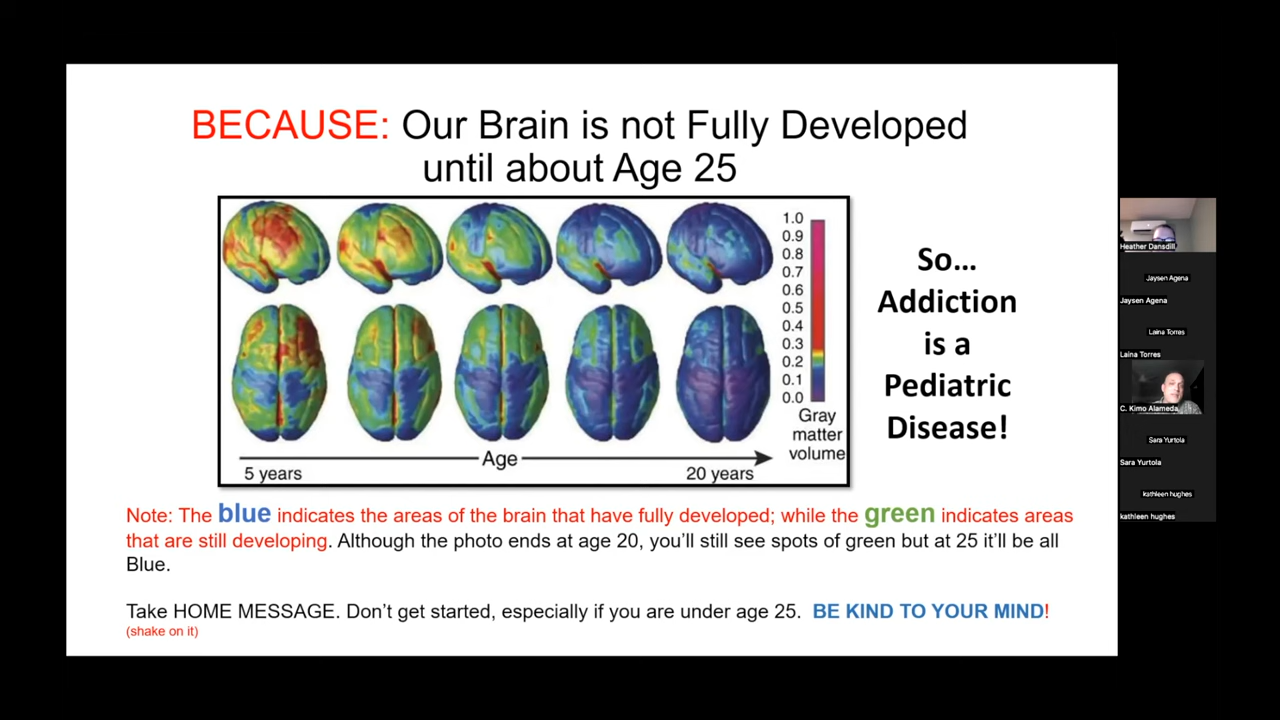 BECAUSE: Our Brain is not Fully Developed
until about Age 25
1.0
0.9
0.8
0.7
0.6
0.5
0.4
0.3
0.2
0.1
0.0
Gray
matter
volume
Age
5 years
20 years
So...
Addiction
is a
Pediatric
Disease!
Note: The blue indicates the areas of the brain that have fully developed; while the green indicates areas
that are still developing. Although the photo ends at age 20, you'll still see spots of green but at 25 it'll be all
Blue.
Take HOME MESSAGE. Don't get started, especially if you are under age 25. BE KIND TO YOUR MIND!
(shake on it)
Heather Dansdill
Jaysen Agena
Jaysen Agena
Laina Torres
Laina Torres
C. Kimo Alameda
Sara Yurtola
Sara Yurtola
kathleen hughes
kathleen hughes